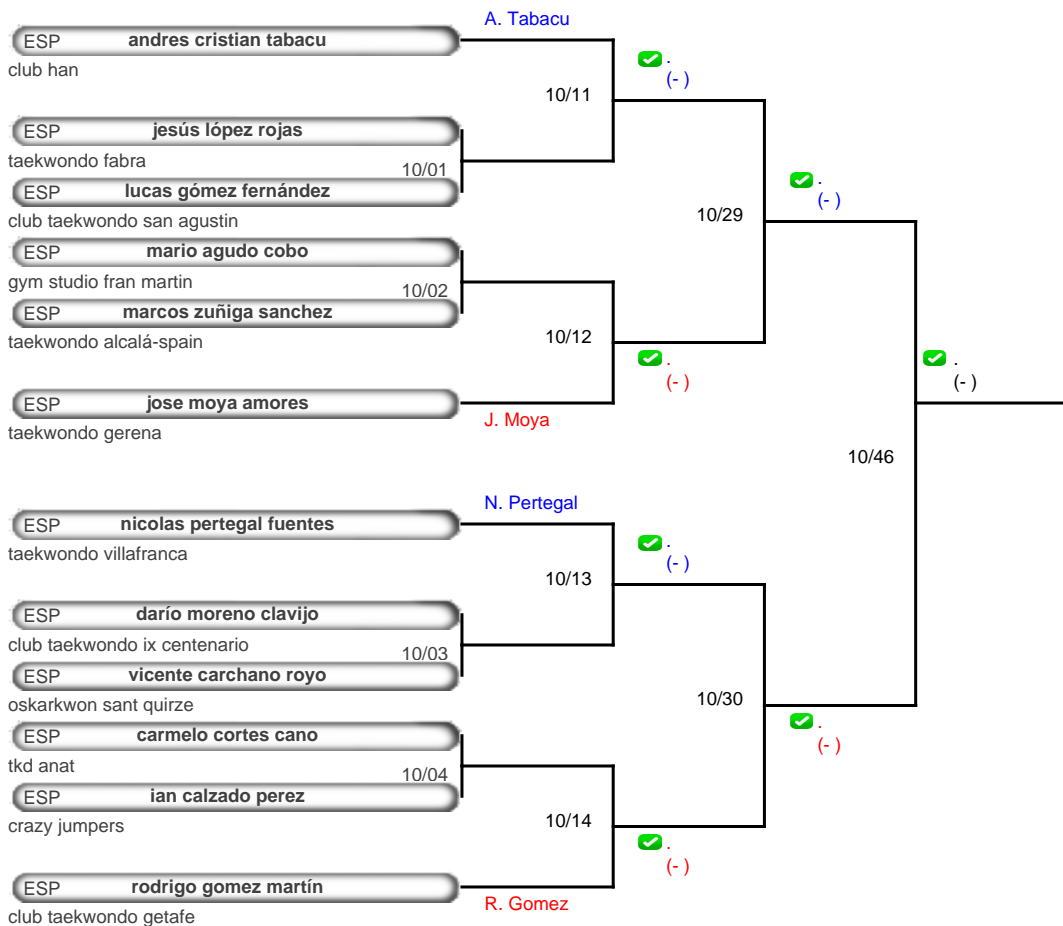 A. Tabacu
ESP andres cristian tabacu
club han
.
(- )
10/11
ESP jesús lópez rojas
taekwondo fabra
10/01
ESP lucas gómez fernández
club taekwondo san agustin
.
(- )
10/29
ESP mario agudo cobo
gym studio fran martin
10/02
ESP marcos zuñiga sanchez
taekwondo alcalá-spain
10/12
.
(- )
.
(- )
ESP jose moya amores
J. Moya
taekwondo gerena
10/46
N. Pertegal
ESP nicolas pertegal fuentes
taekwondo villafranca
.
(- )
10/13
ESP darío moreno clavijo
club taekwondo ix centenario
10/03
ESP vicente carchano royo
oskarkwon sant quirze
10/30
ESP carmelo cortes cano
.
(- )
tkd anat
10/04
ESP ian calzado perez
crazy jumpers
10/14
.
(- )
ESP rodrigo gomez martín
R. Gomez
club taekwondo getafe